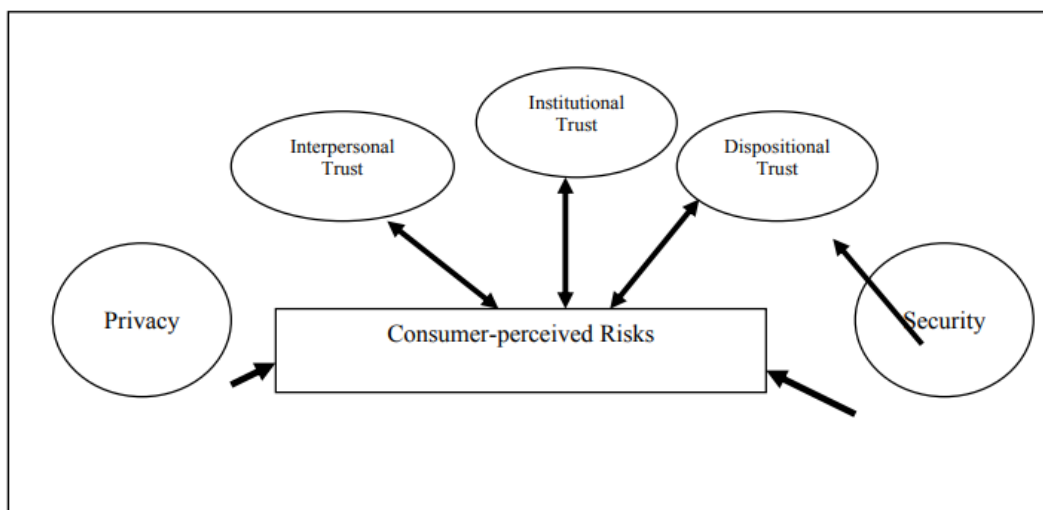 Institutional
Trust
Interpersonal
Trust
Dispositional
Trust
Privacy
Consumer-perceived Risks
Security